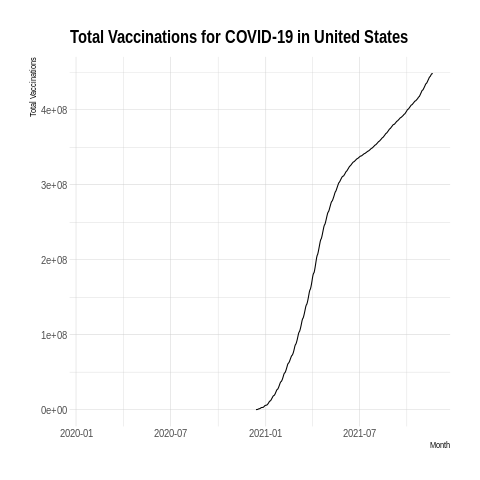 Total Vaccinations for COVID-19 in United States
Total Vaccinations
4e+08
3e+08
2e+08
1e+08
0e+00
2020-01 2020-07 2021-01 2021-07
Month